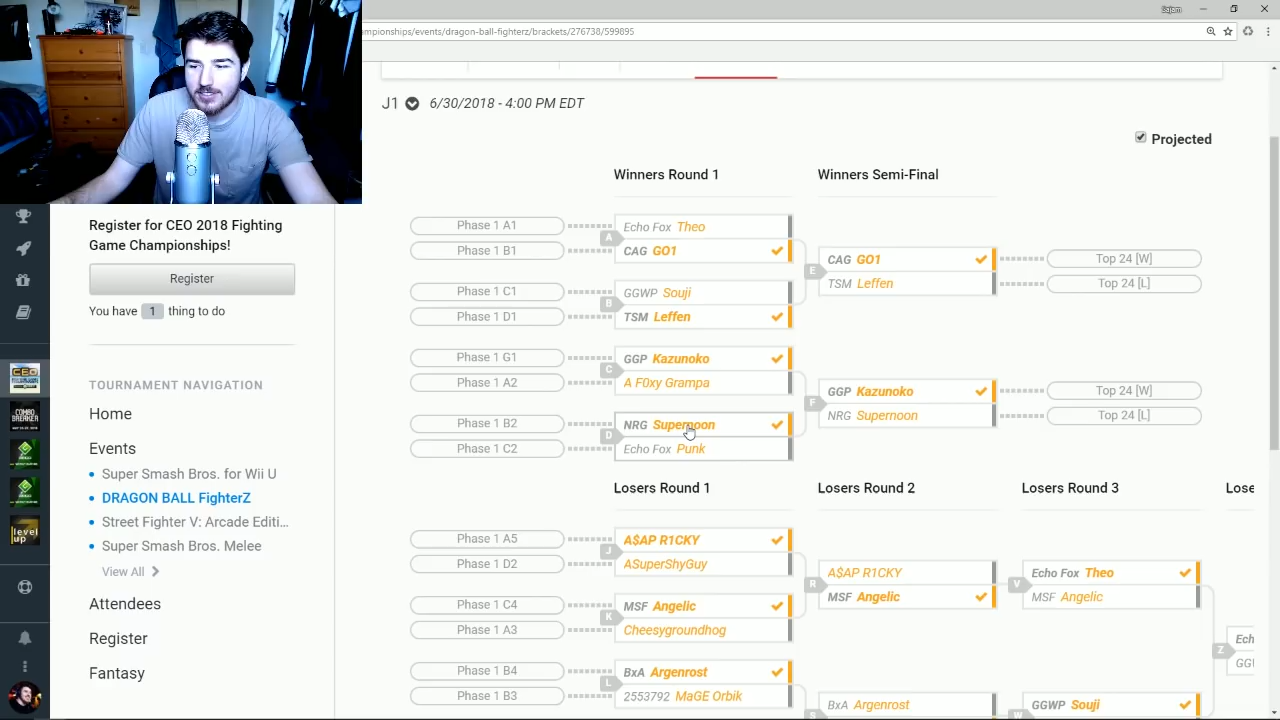 mpionships/events/dragon-ball-fighterz/brackets/276738/599895
J1 6/30/2018 - 4:00 PM EDT
Projected
Winners Round 1
Winners Semi-Final
Phase 1 A1
Echo Fox Theo
Phase 1 B1
CAG GO1
CAG GO1
Top 24 [W]
A
E
TSM Leffen
Top 24 [L]
Phase 1 C1
GGWP Souji
Phase 1 D1
TSM Leffen
B
Phase 1 G1
GGP Kazunoko
Phase 1 A2
A F0xy Grampa
C
GGP Kazunoko
Top 24 [W]
F
NRG Supernoon
Top 24 [L]
Phase 1 B2
NRG Supernoon
Phase 1 C2
Echo Fox Punk
D
Losers Round 1
Losers Round 2
Losers Round 3
Lose
Phase 1 A5
A$AP R1CKY
Phase 1 D2
ASuperShyGuy
J
A$AP R1CKY
MSF Angelic
R
Echo Fox Theo
MSF Angelic
V
Phase 1 C4
MSF Angelic
Phase 1 A3
Cheesygroundhog
K
Ech
GG
Z
Phase 1 B4
BxA Argenrost
Phase 1 B3
2553792 MaGE Orbik
L
BxA Argenrost
GGWP Souji
Register for CEO 2018 Fighting
Game Championships!
Register
You have 1 thing to do
TOURNAMENT NAVIGATION
Home
Events
Super Smash Bros. for Wii U
DRAGON BALL FighterZ
Street Fighter V: Arcade Editi...
Super Smash Bros. Melee
View All
Attendees
Register
Fantasy
CEO
COMBO
BREAKER
level
up